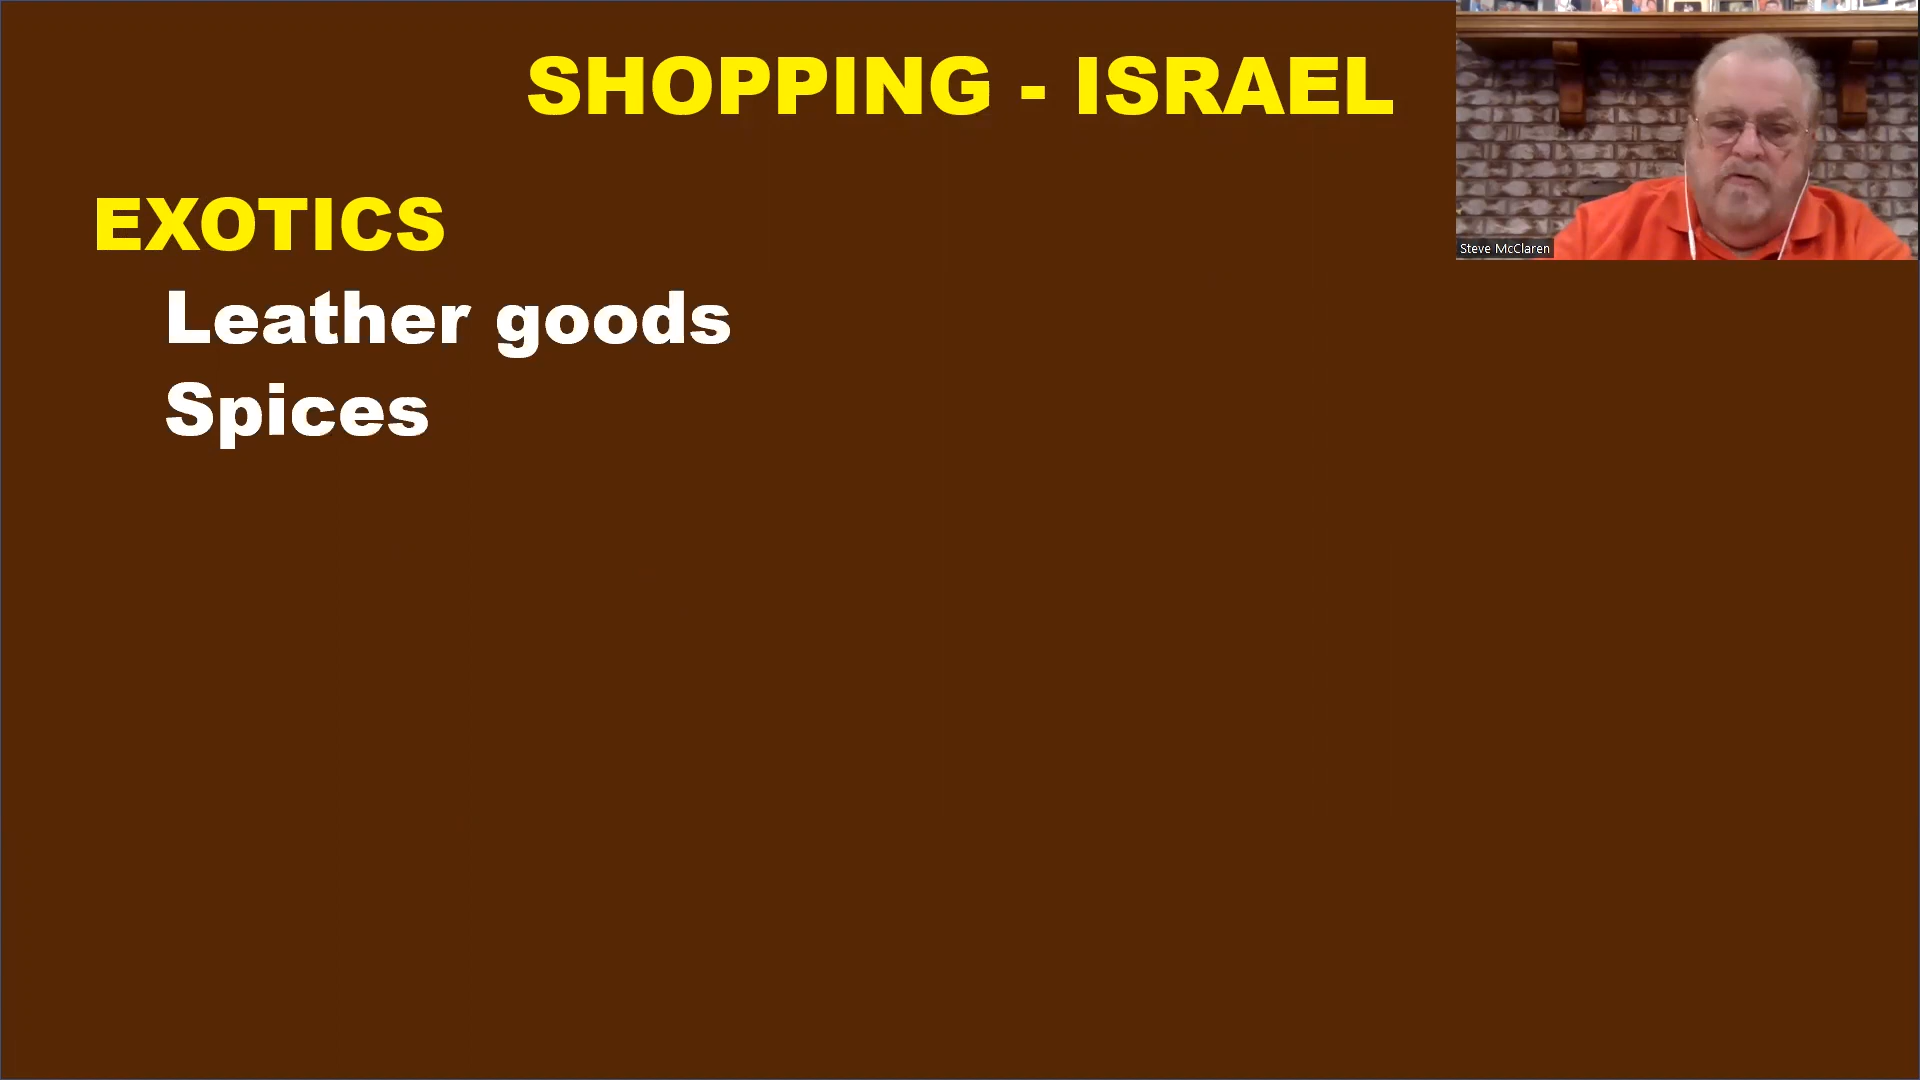 SHOPPING - ISRAEL
EXOTICS
Leather goods
Spices
Steve McClaren